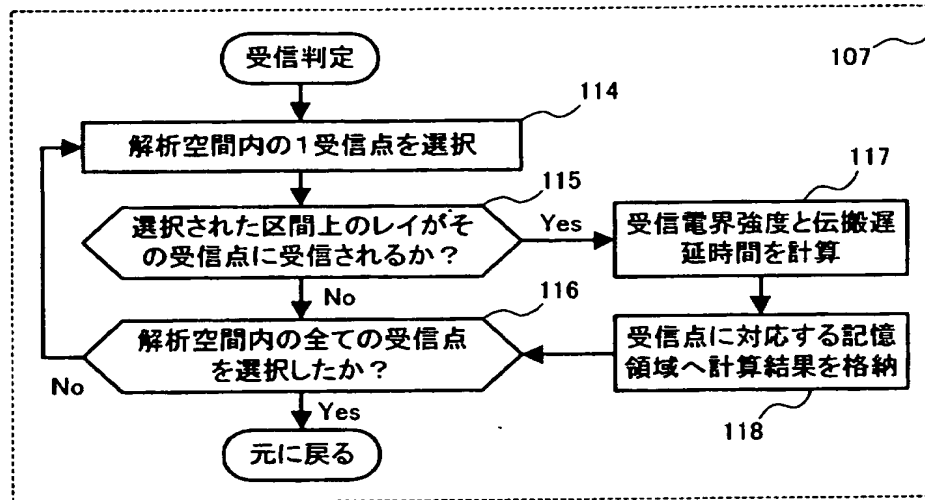 受信判定
107
114
解析空間内の1受信点を選択
115
選択された区間上のレイがそ
の受信点に受信されるか?
Yes
117
受信電界強度と伝搬遅
延時間を計算
No
116
解析空間内の全ての受信点
を選択したか?
No
受信点に対応する記憶
領域へ計算結果を格納
118
Yes
元に戻る